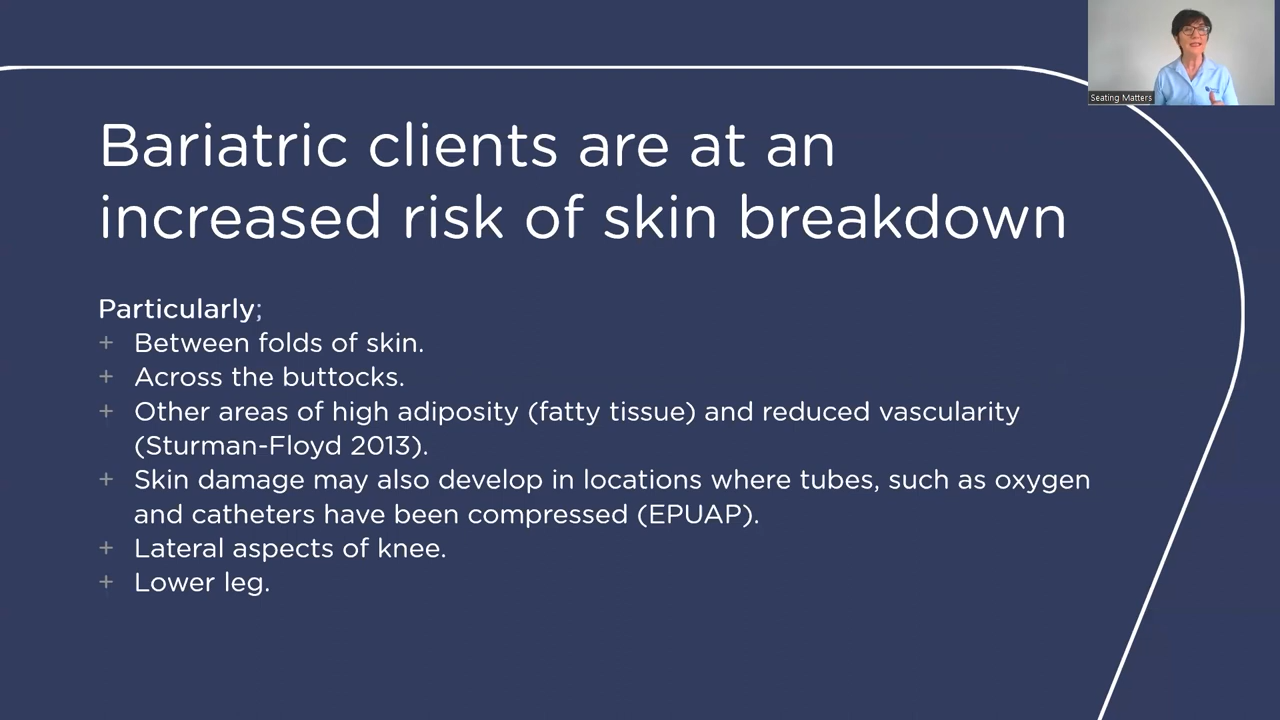 Seating Matters
Bariatric clients are at an
increased risk of skin breakdown
Particularly;
+ Between folds of skin.
+ Across the buttocks.
+ Other areas of high adiposity (fatty tissue) and reduced vascularity
(Sturman-Floyd 2013).
+ Skin damage may also develop in locations where tubes, such as oxygen
and catheters have been compressed (EPUAP).
+ Lateral aspects of knee.
+ Lower leg.